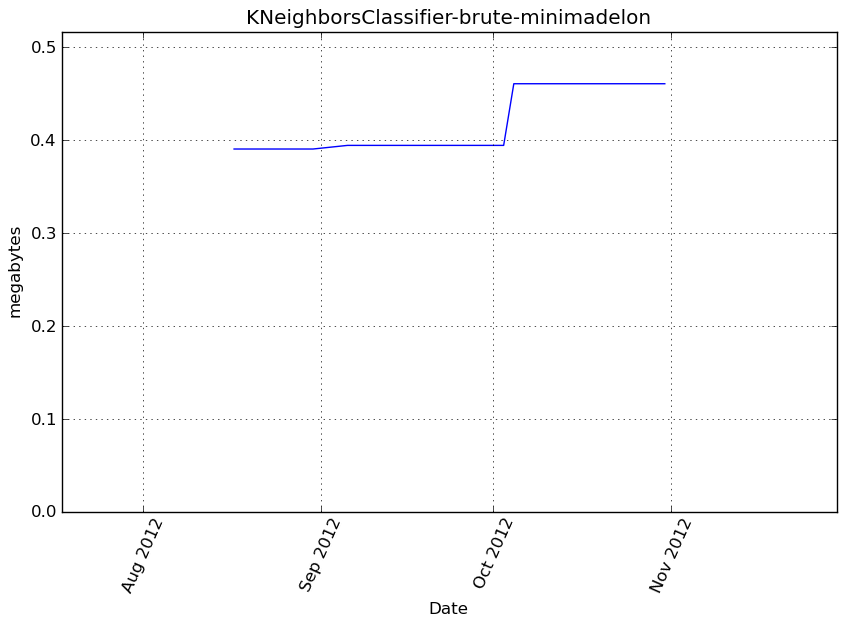 KNeighborsClassifier-brute-minimadelon
0.5
0.4
0.3
0.2
0.1
0.0
megabytes
Aug 2012
Sep 2012
Oct 2012
Nov 2012
Date